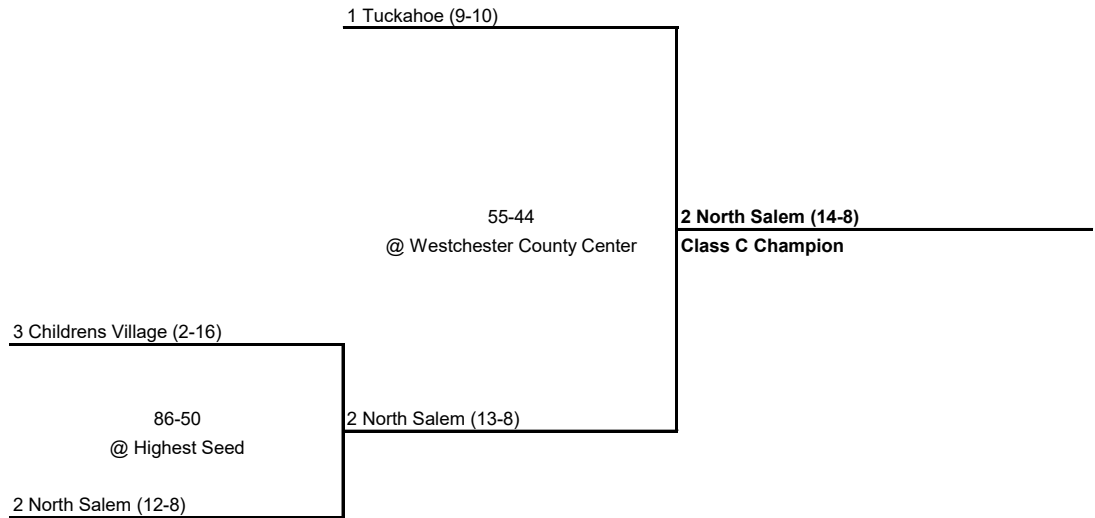 1 Tuckahoe (9-10)
55-44
@ Westchester County Center
2 North Salem (14-8)
Class C Champion
3 Childrens Village (2-16)
86-50
@ Highest Seed
2 North Salem (13-8)
2 North Salem (12-8)